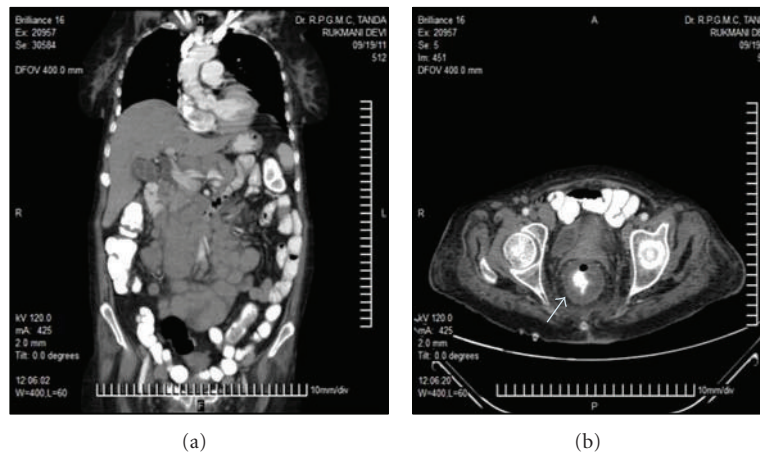 Brilliance 16
Ex: 20957
Se: 30584
DFOV 400.0 mm
H
Dr. R.P.G.M.C, TANDA
RUKMANI DEVI
09/19/11
512
R
L
kV 120.0
mA: 425
2.0 mm
Tilt: 0.0 degrees
12:06:02
W=400,L=60
10mm/div
F
(a)
Brilliance 16
Ex: 20957
Se: 5
Im: 451
DFOV 400.0 mm
A
Dr. R.P.G.M.C, TANDA
RUKMANI DEVI
09/19
R
kV 120.0
mA: 425
2.0 mm
Tilt: 0.0 degrees
12:06:20
W=400,L=60
10mm/div
P
(b)